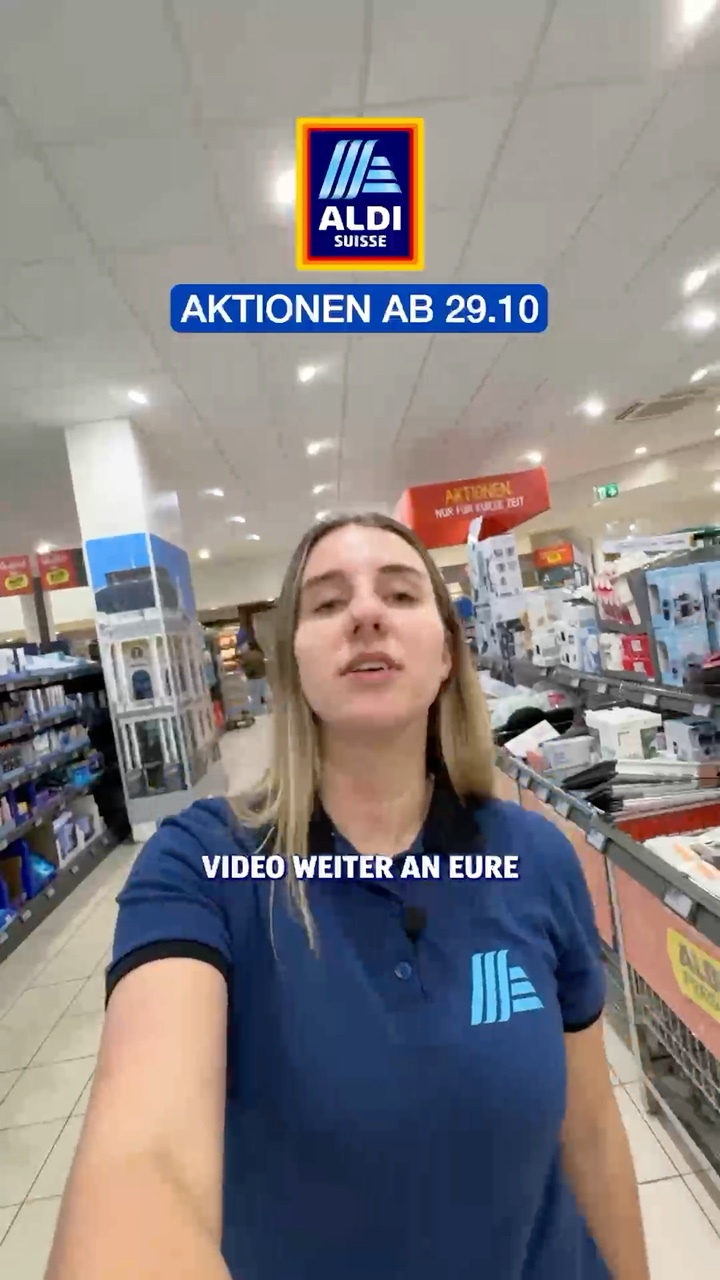 ALDI
SUISSE
AKTIONEN AB 29.10
AKTIONEN
NUR FÜR KURZE ZEIT
VIDEO WEITER AN EURE